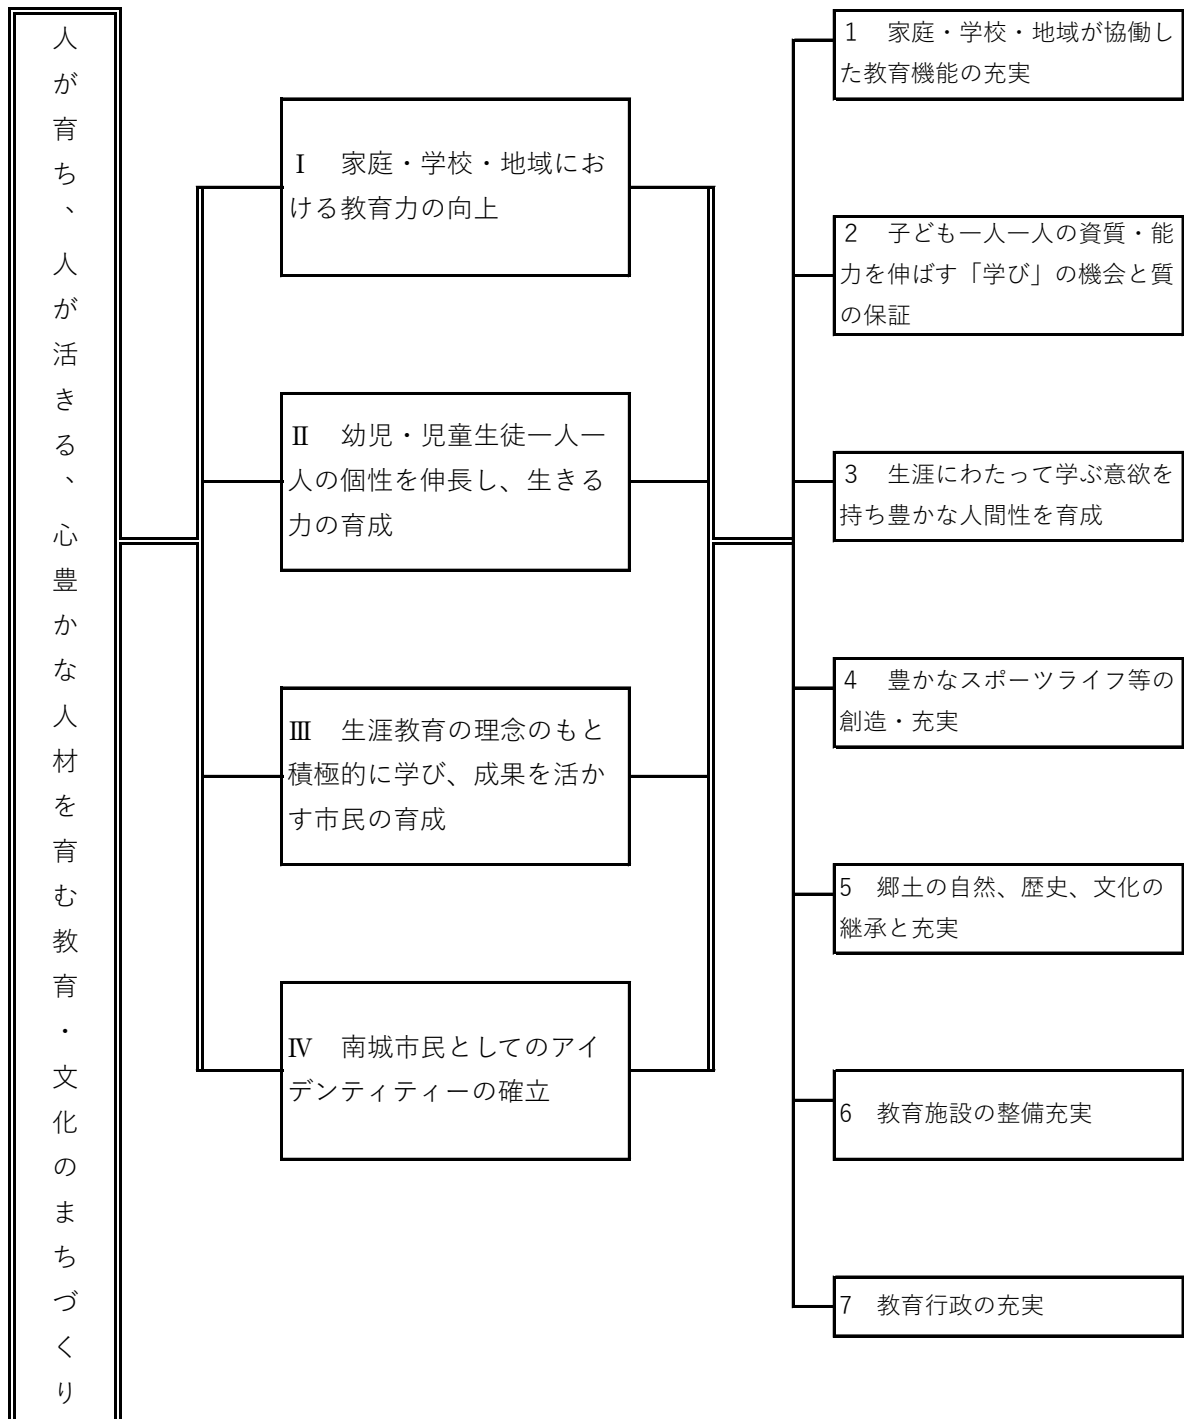 人が育ち、人が活きる、心豊かな人材を育む教育・文化のまちづくり
Ⅰ　家庭・学校・地域にお
ける教育力の向上
Ⅱ　幼児・児童生徒一人一
人の個性を伸長し、生きる
力の育成
Ⅲ　生涯教育の理念のもと
積極的に学び、成果を活か
す市民の育成
Ⅳ　南城市民としてのアイ
デンティティーの確立
1　家庭・学校・地域が協働し
た教育機能の充実
2　子ども一人一人の資質・能
力を伸ばす「学び」の機会と質
の保証
3　生涯にわたって学ぶ意欲を
持ち豊かな人間性を育成
4　豊かなスポーツライフ等の
創造・充実
5　郷土の自然、歴史、文化の
継承と充実
6　教育施設の整備充実
7　教育行政の充実